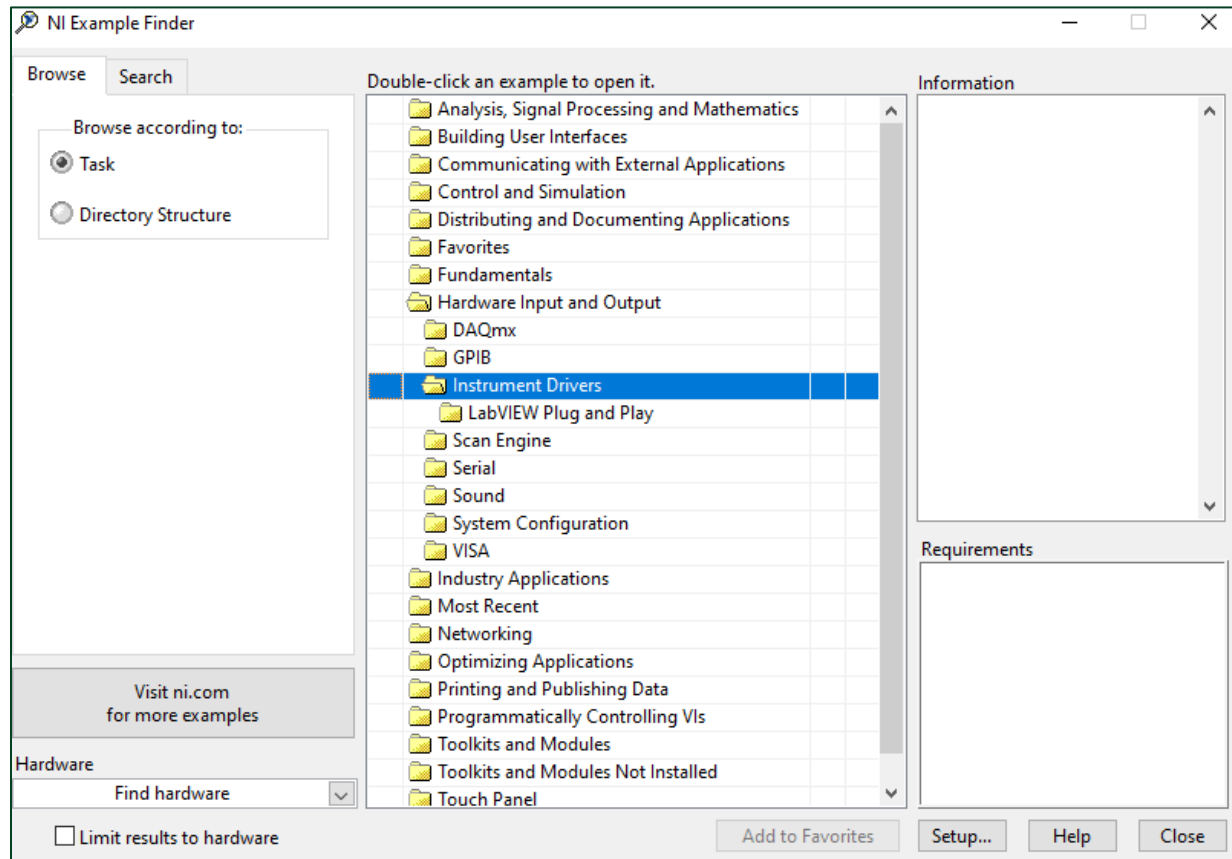 NI Example Finder
Browse
Search
Browse according to:
Task
Directory Structure
Visit ni.com
for more examples
Hardware
Find hardware
Limit results to hardware
Double-click an example to open it.
Analysis, Signal Processing and Mathematics
Building User Interfaces
Communicating with External Applications
Control and Simulation
Distributing and Documenting Applications
Favorites
Fundamentals
Hardware Input and Output
DAQmx
GPIB
Instrument Drivers
LabVIEW Plug and Play
Scan Engine
Serial
Sound
System Configuration
VISA
Industry Applications
Most Recent
Networking
Optimizing Applications
Printing and Publishing Data
Programmatically Controlling VIs
Toolkits and Modules
Toolkits and Modules Not Installed
Touch Panel
Information
Requirements
Add to Favorites
Setup...
Help
Close